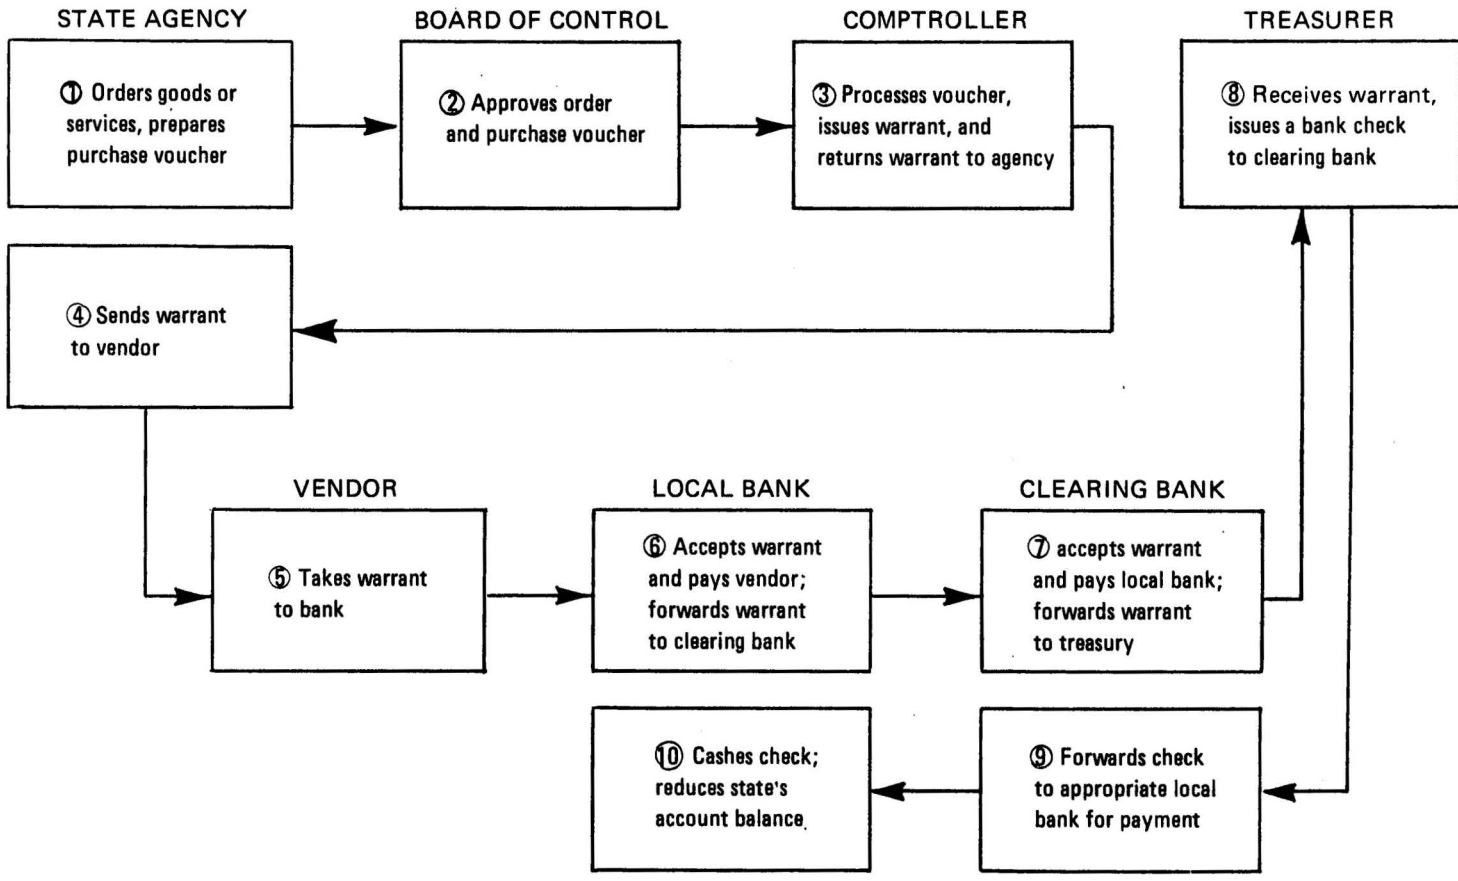 STATE AGENCY
① Orders goods or
services, prepares
purchase voucher
BOARD OF CONTROL
② Approves order
and purchase voucher
COMPTROLLER
③ Processes voucher,
issues warrant, and
returns warrant to agency
④ Sends warrant
to vendor
VENDOR
⑤ Takes warrant
to bank
LOCAL BANK
⑥ Accepts warrant
and pays vendor;
forwards warrant
to clearing bank
CLEARING BANK
⑦ accepts warrant
and pays local bank;
forwards warrant
to treasury
TREASURER
⑧ Receives warrant,
issues a bank check
to clearing bank
⑨ Forwards check
to appropriate local
bank for payment
⑩ Cashes check;
reduces state's
account balance.